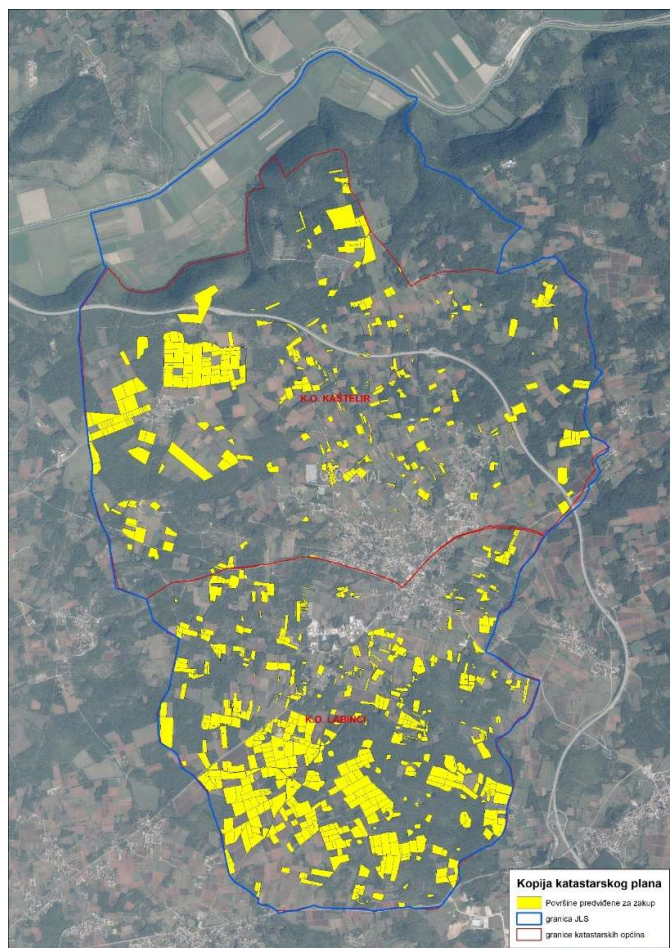 K.O. KAŠTELIR
K.O. LABINCI
Kopija katastarskog plana
Površine predviđene za zakup
granica JLS
granice katastarskih općina